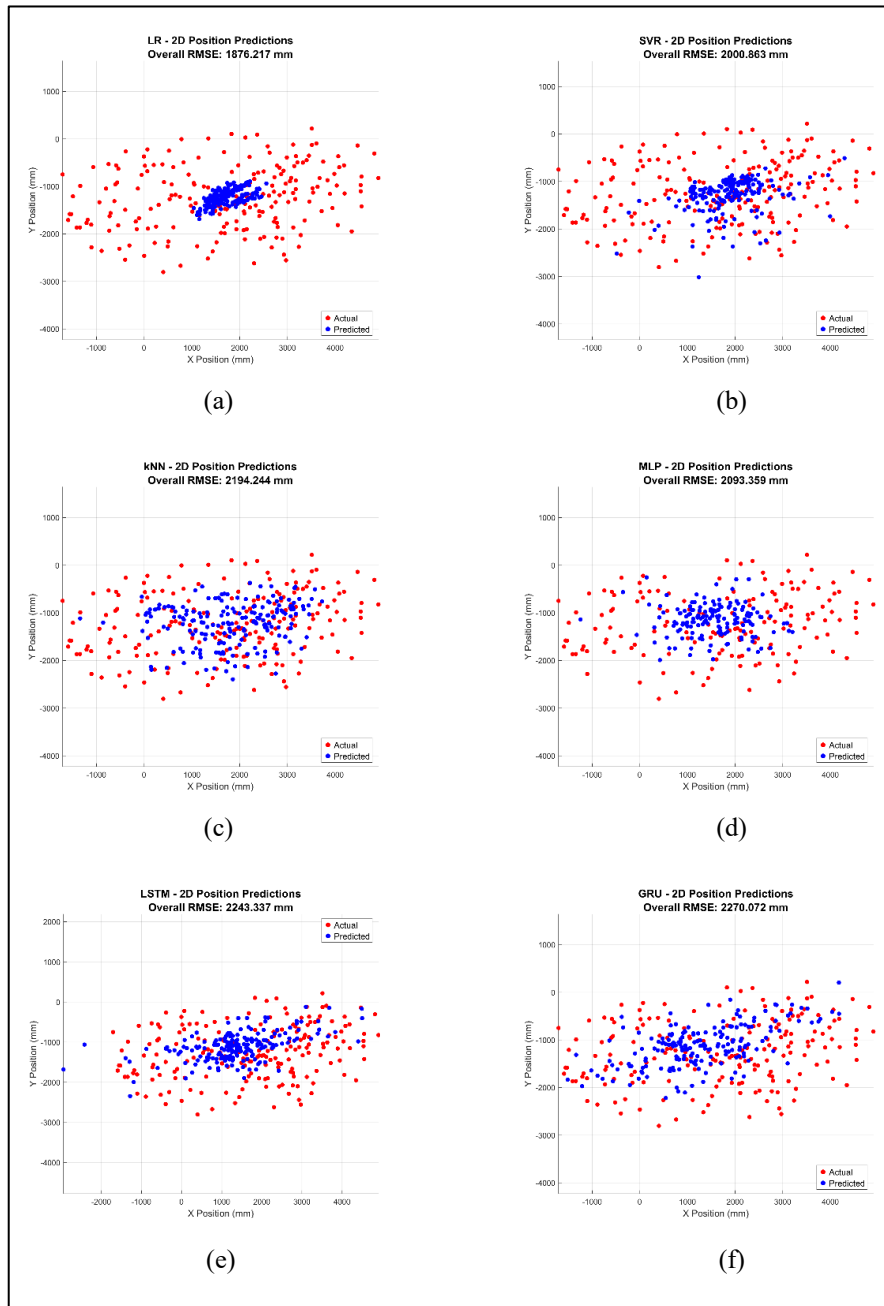 LR - 2D Position Predictions
Overall RMSE: 1876.217 mm
1000
0
-1000
-2000
-3000
-4000
Y Position (mm)
-1000 0 1000 2000 3000 4000
X Position (mm)
Actual
Predicted
(a)
SVR - 2D Position Predictions
Overall RMSE: 2000.863 mm
1000
0
-1000
-2000
-3000
-4000
Y Position (mm)
-1000 0 1000 2000 3000 4000
X Position (mm)
Actual
Predicted
(b)
kNN - 2D Position Predictions
Overall RMSE: 2194.244 mm
1000
0
-1000
-2000
-3000
-4000
Y Position (mm)
-1000 0 1000 2000 3000 4000
X Position (mm)
Actual
Predicted
(c)
MLP - 2D Position Predictions
Overall RMSE: 2093.359 mm
1000
0
-1000
-2000
-3000
-4000
Y Position (mm)
-1000 0 1000 2000 3000 4000
X Position (mm)
Actual
Predicted
(d)
LSTM - 2D Position Predictions
Overall RMSE: 2243.337 mm
2000
1000
0
-1000
-2000
-3000
-4000
Y Position (mm)
-2000 -1000 0 1000 2000 3000 4000
X Position (mm)
Actual
Predicted
(e)
GRU - 2D Position Predictions
Overall RMSE: 2270.072 mm
1000
0
-1000
-2000
-3000
-4000
Y Position (mm)
-1000 0 1000 2000 3000 4000
X Position (mm)
Actual
Predicted
(f)